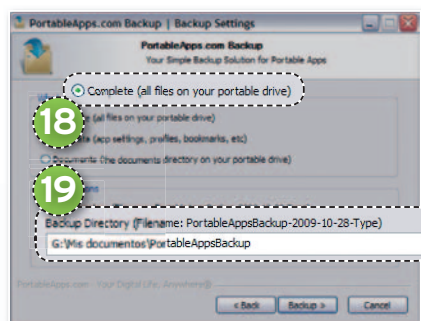 PortableApps.com Backup | Backup Settings
PortableApps.com Backup
Your Simple Backup Solution for Portable Apps
Complete (all files on your portable drive)
(all files on your portable drive)
(app settings, profiles, bookmarks, etc)
Documents (the documents directory on your portable drive)
18
19
Backup Directory (Filename: PortableAppsBackup-2009-10-28-Type)
G:\Mis documentos\PortableAppsBackup
PortableApps.com - Your Digital Life, Anywhere®
< Back
Backup >
Cancel